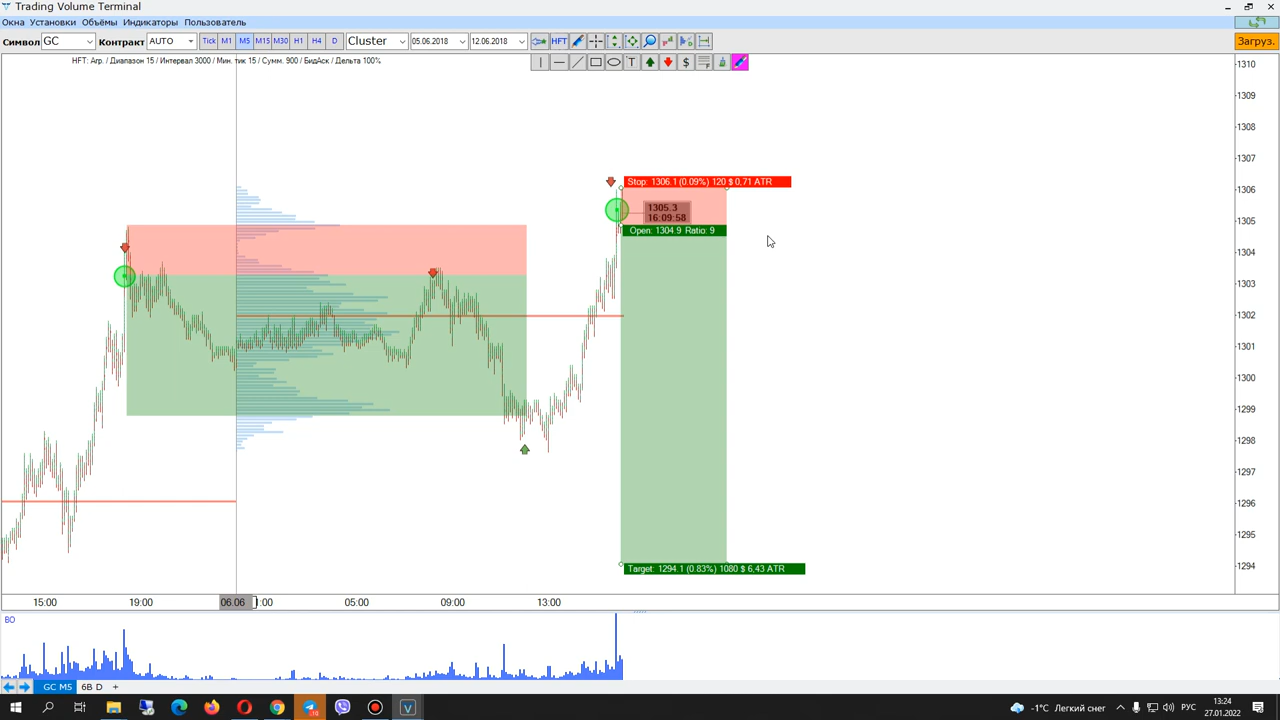 Trading Volume Terminal
Окна Установки Объёмы Индикаторы Пользователь
Символ GC Контракт AUTO Tick M1 M5 M15 M30 H1 H4 D Cluster 05.06.2018 12.06.2018 HFT Загруз.
HFT: Агр. / Диапазон 15 / Интервал 3000 / Мин. тик 15 / Сумм. 900 / БидАск / Дельта 100%
T $
1310
1309
1308
1307
1306
1305
1304
1303
1302
1301
1300
1299
1298
1297
1296
1295
1294
Stop: 1306.1 (0.09%) 120 $ 0,71 ATR
1305.3
16:09:58
Open: 1304.9 Ratio: 9
Target: 1294.1 (0.83%) 1080 $ 6,43 ATR
15:00 19:00 06.06 1:00 05:00 09:00 13:00
ВО
GC M5 6B D +
-1°C Легкий снег РУС 13:24
27.01.2022